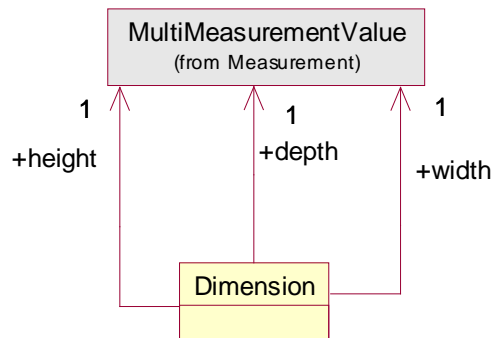 MultiMeasurementValue
(from Measurement)
1
1
1
+height
+depth
+width
Dimension